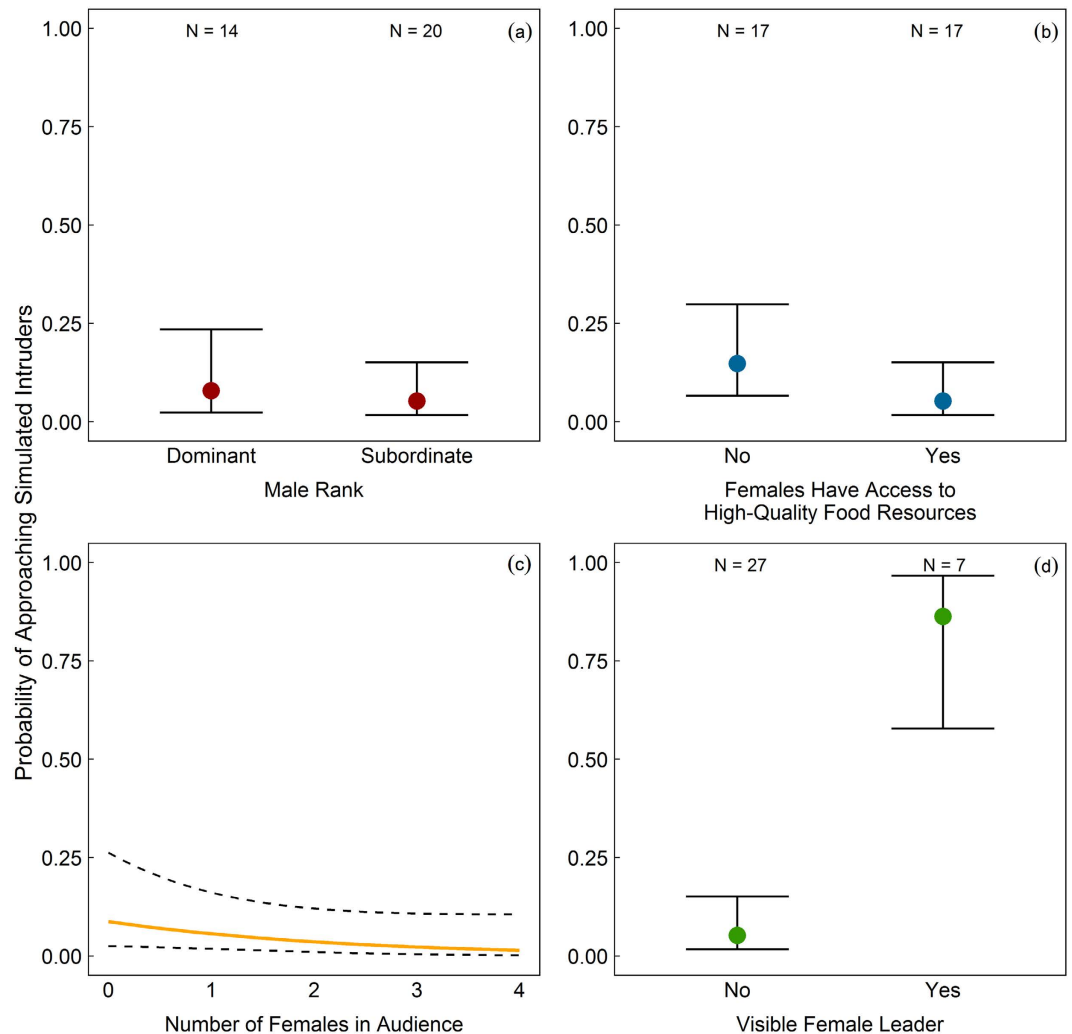 Probability of Approaching Simulated Intruders
N = 14 N = 20 (a)
1.00
0.75
0.50
0.25
0.00
Dominant Subordinate
Male Rank
N = 17 N = 17 (b)
1.00
0.75
0.50
0.25
0.00
No Yes
Females Have Access to
High-Quality Food Resources
(c)
1.00
0.75
0.50
0.25
0.00
0 1 2 3 4
Number of Females in Audience
N = 27 N = 7 (d)
1.00
0.75
0.50
0.25
0.00
No Yes
Visible Female Leader